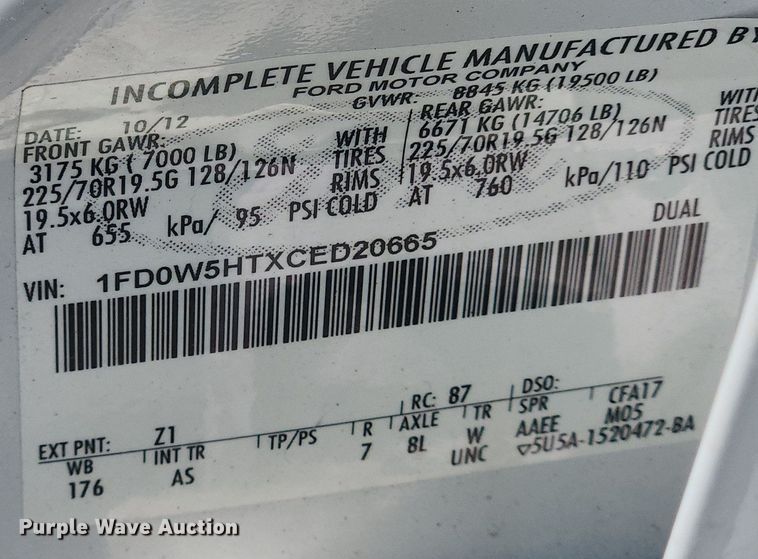 INCOMPLETE VEHICLE MANUFACTURED BY
FORD MOTOR COMPANY
DATE: 10/12 GVWR: 8845 KG (19500 LB)
FRONT GAWR: REAR GAWR:
3175 KG (7000 LB) WITH 6671 KG (14706 LB) WITH
225/70R19.5G 128/126N TIRES 225/70R19.5G 128/126N TIRES
19.5x6.0RW RIMS 19.5x6.0RW RIMS
AT 655 kPa/ 95 PSI COLD AT 760 kPa/110 PSI COLD
DUAL
VIN: 1FD0W5HTXCED20665
EXT PNT: Z1 RC: 87 DSO:
WB INT TR TP/PS R AXLE TR SPR CFA17
176 AS 7 8L W AAEE M05
UNC ▽5U5A-1520472-BA
Purple Wave Auction